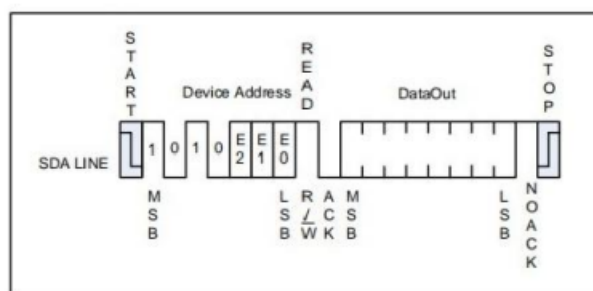 START
READ
STOP
Device Address
DataOut
SDA LINE
1 0 1 0 E2 E1 E0
MSB
LSB
R/W
ACK
MSB
LSB
NOACK